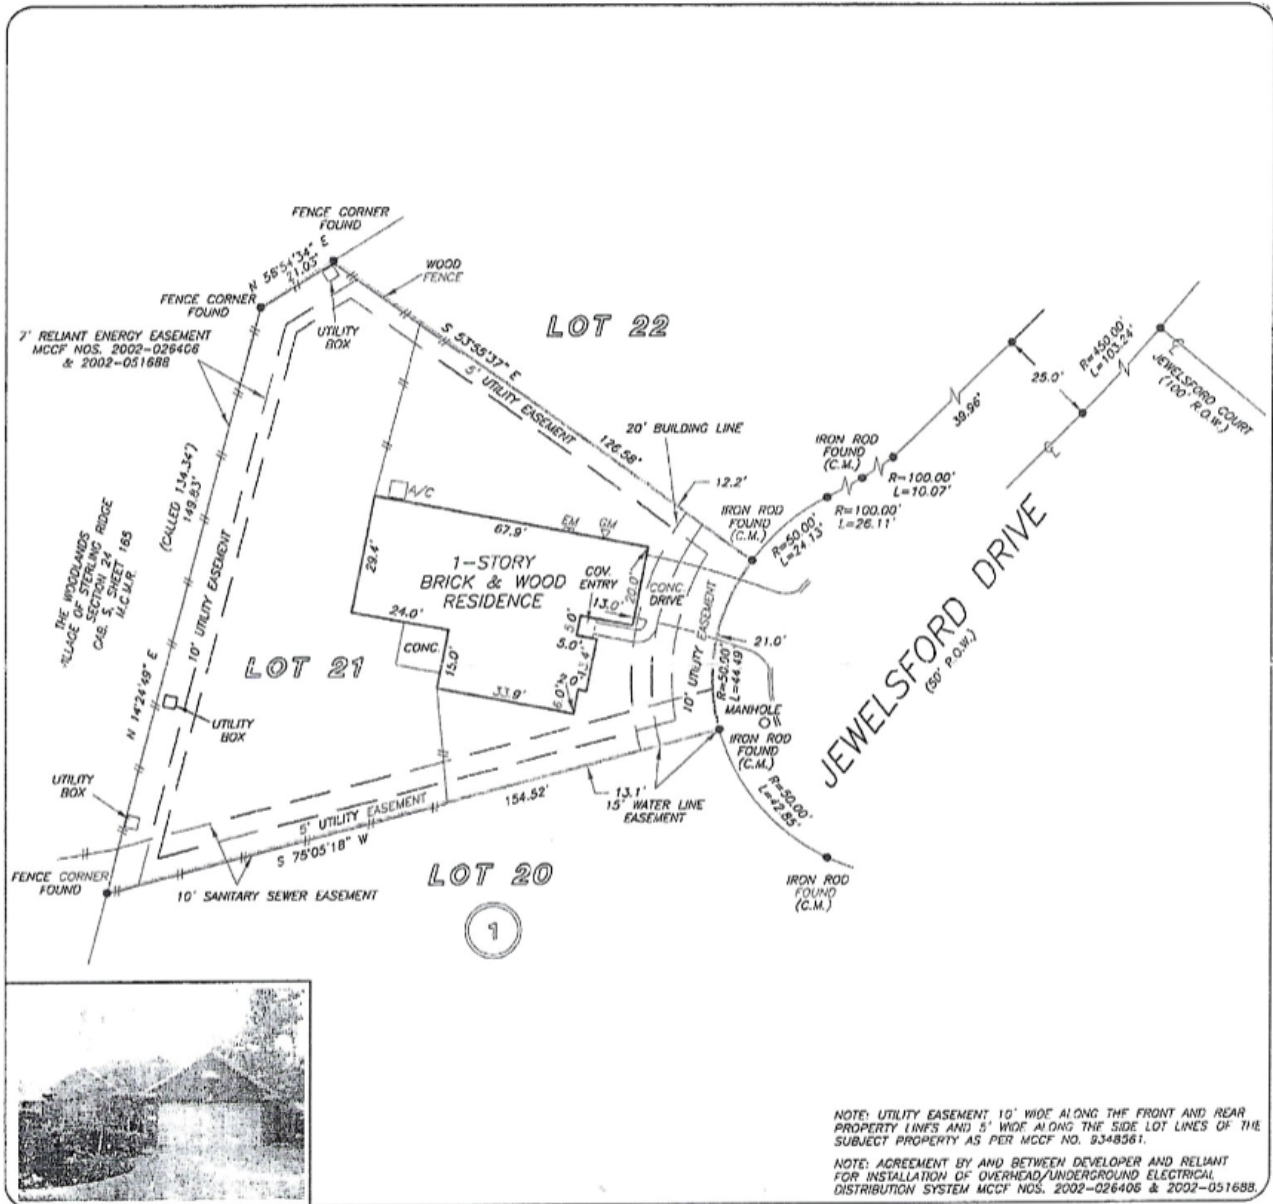 FENCE CORNER
FOUND
N 58°54'34" E
21.03'
WOOD
FENCE
FENCE CORNER
FOUND
UTILITY
BOX
7' RELIANT ENERGY EASEMENT
MCCF NOS. 2002-026406
& 2002-051688
LOT 22
S 53°55'37" E
126.58'
5' UTILITY EASEMENT
20' BUILDING LINE
12.2'
IRON ROD
FOUND
(C.M.)
IRON ROD
FOUND
(C.M.)
R=50.00'
L=24.13'
R=100.00'
L=26.11'
R=100.00'
L=10.07'
39.96'
25.0'
R=450.00'
L=103.24'
JEWELSFORD COURT
(100' R.O.W.)
℄
℄
JEWELSFORD DRIVE
(50' R.O.W.)
(CALLED 134.34')
149.83'
N 14°24'49" E
10' UTILITY EASEMENT
THE WOODLANDS
VILLAGE OF STERLING RIDGE
SECTION 24
CAB. S, SHEET 185
M.C.M.R.
A/C
EM
GM
67.9'
29.4'
1-STORY
BRICK & WOOD
RESIDENCE
COV.
ENTRY
20.0'
13.0'
CONC.
DRIVE
5.0'
5.0'
13.4'
2.0'
6.0'
24.0'
CONC.
15.0'
33.9'
LOT 21
10' UTILITY EASEMENT
21.0'
R=50.00'
L=44.49'
MANHOLE
IRON ROD
FOUND
(C.M.)
UTILITY
BOX
UTILITY
BOX
13.1'
15' WATER LINE
EASEMENT
154.52'
5' UTILITY EASEMENT
S 75°05'18" W
R=50.00'
L=42.85'
FENCE CORNER
FOUND
10' SANITARY SEWER EASEMENT
LOT 20
1
IRON ROD
FOUND
(C.M.)
NOTE: UTILITY EASEMENT 10' WIDE ALONG THE FRONT AND REAR
PROPERTY LINES AND 5' WIDE ALONG THE SIDE LOT LINES OF THE
SUBJECT PROPERTY AS PER MCCF NO. 9348561.
NOTE: AGREEMENT BY AND BETWEEN DEVELOPER AND RELIANT
FOR INSTALLATION OF OVERHEAD/UNDERGROUND ELECTRICAL
DISTRIBUTION SYSTEM MCCF NOS. 2002-026406 & 2002-051688.